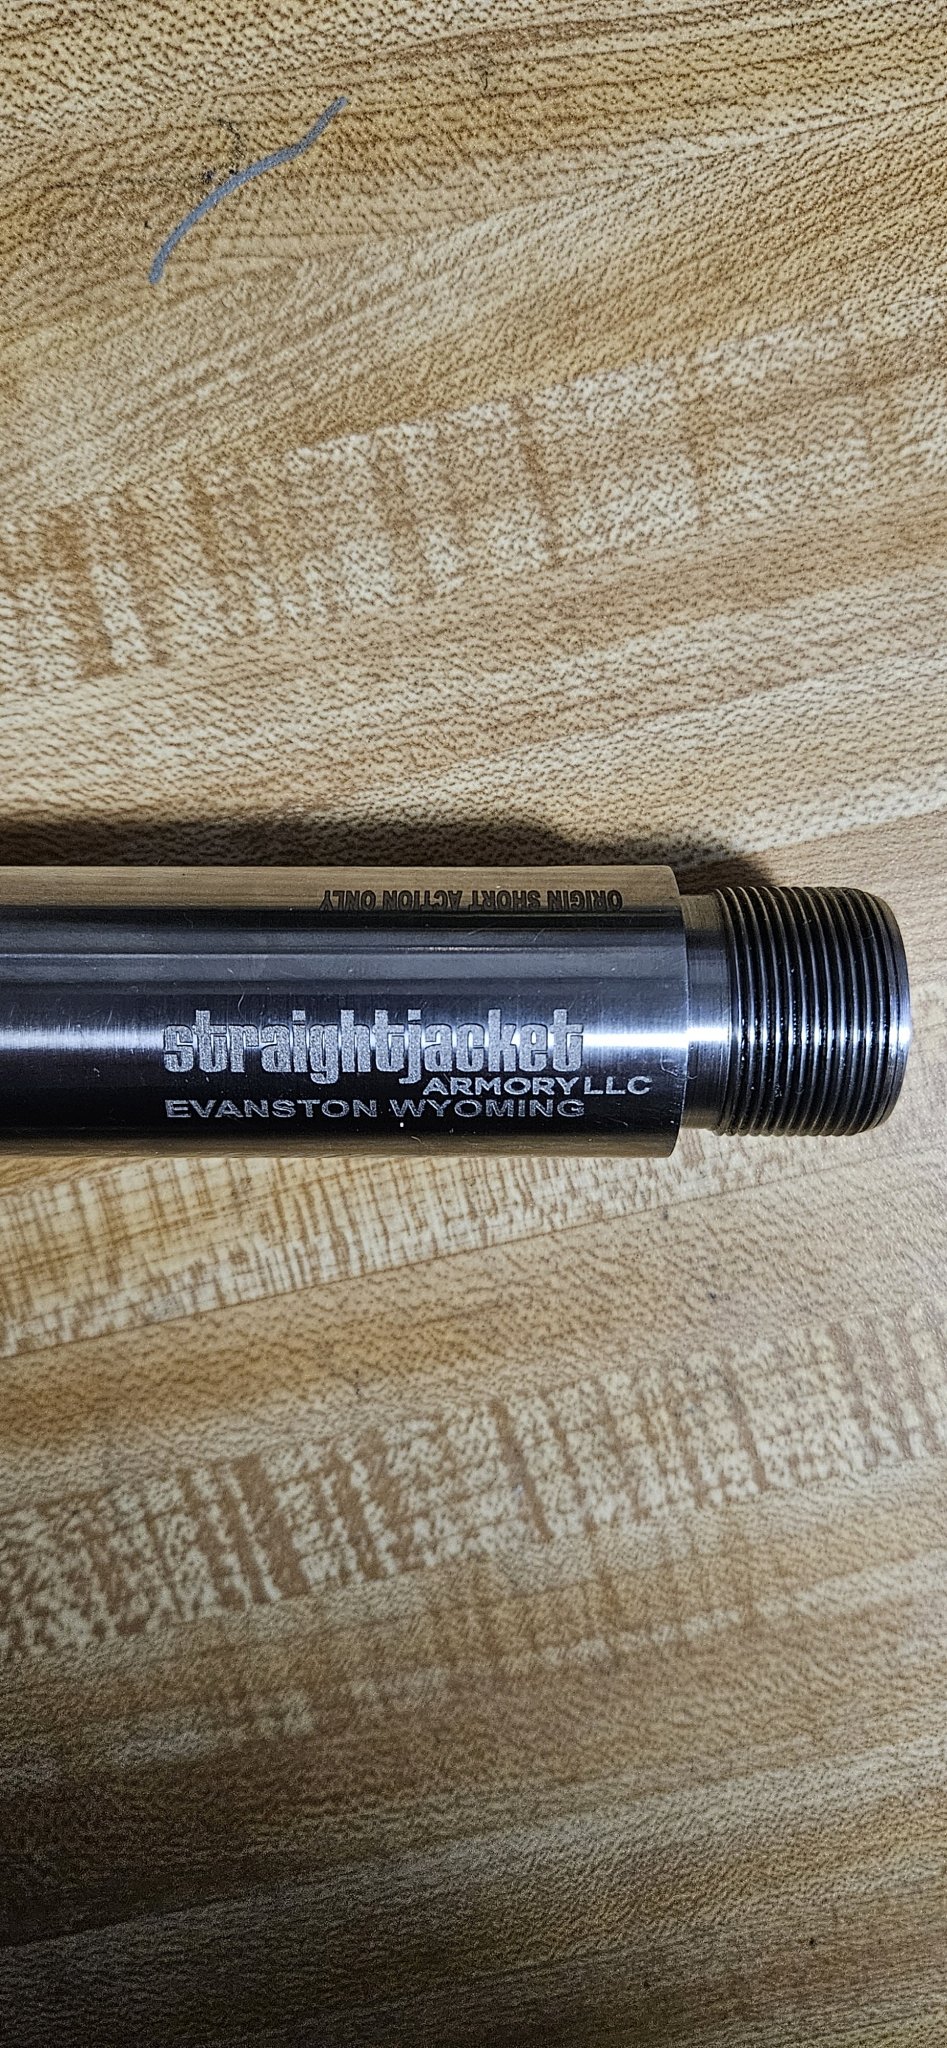 ORIGIN SHORT ACTION ONLY
straightjacket
ARMORY LLC
EVANSTON WYOMING